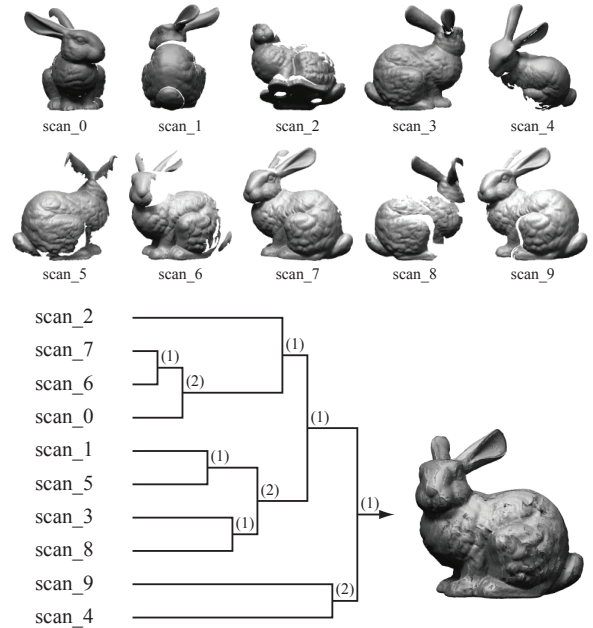 scan_0 scan_1 scan_2 scan_3 scan_4
scan_5 scan_6 scan_7 scan_8 scan_9
scan_2
(1)
scan_7
(1)
scan_6
(2)
scan_0
(1)
scan_1
(1)
scan_5
(2)
scan_3
(1)
(1)
scan_8
scan_9
(2)
scan_4